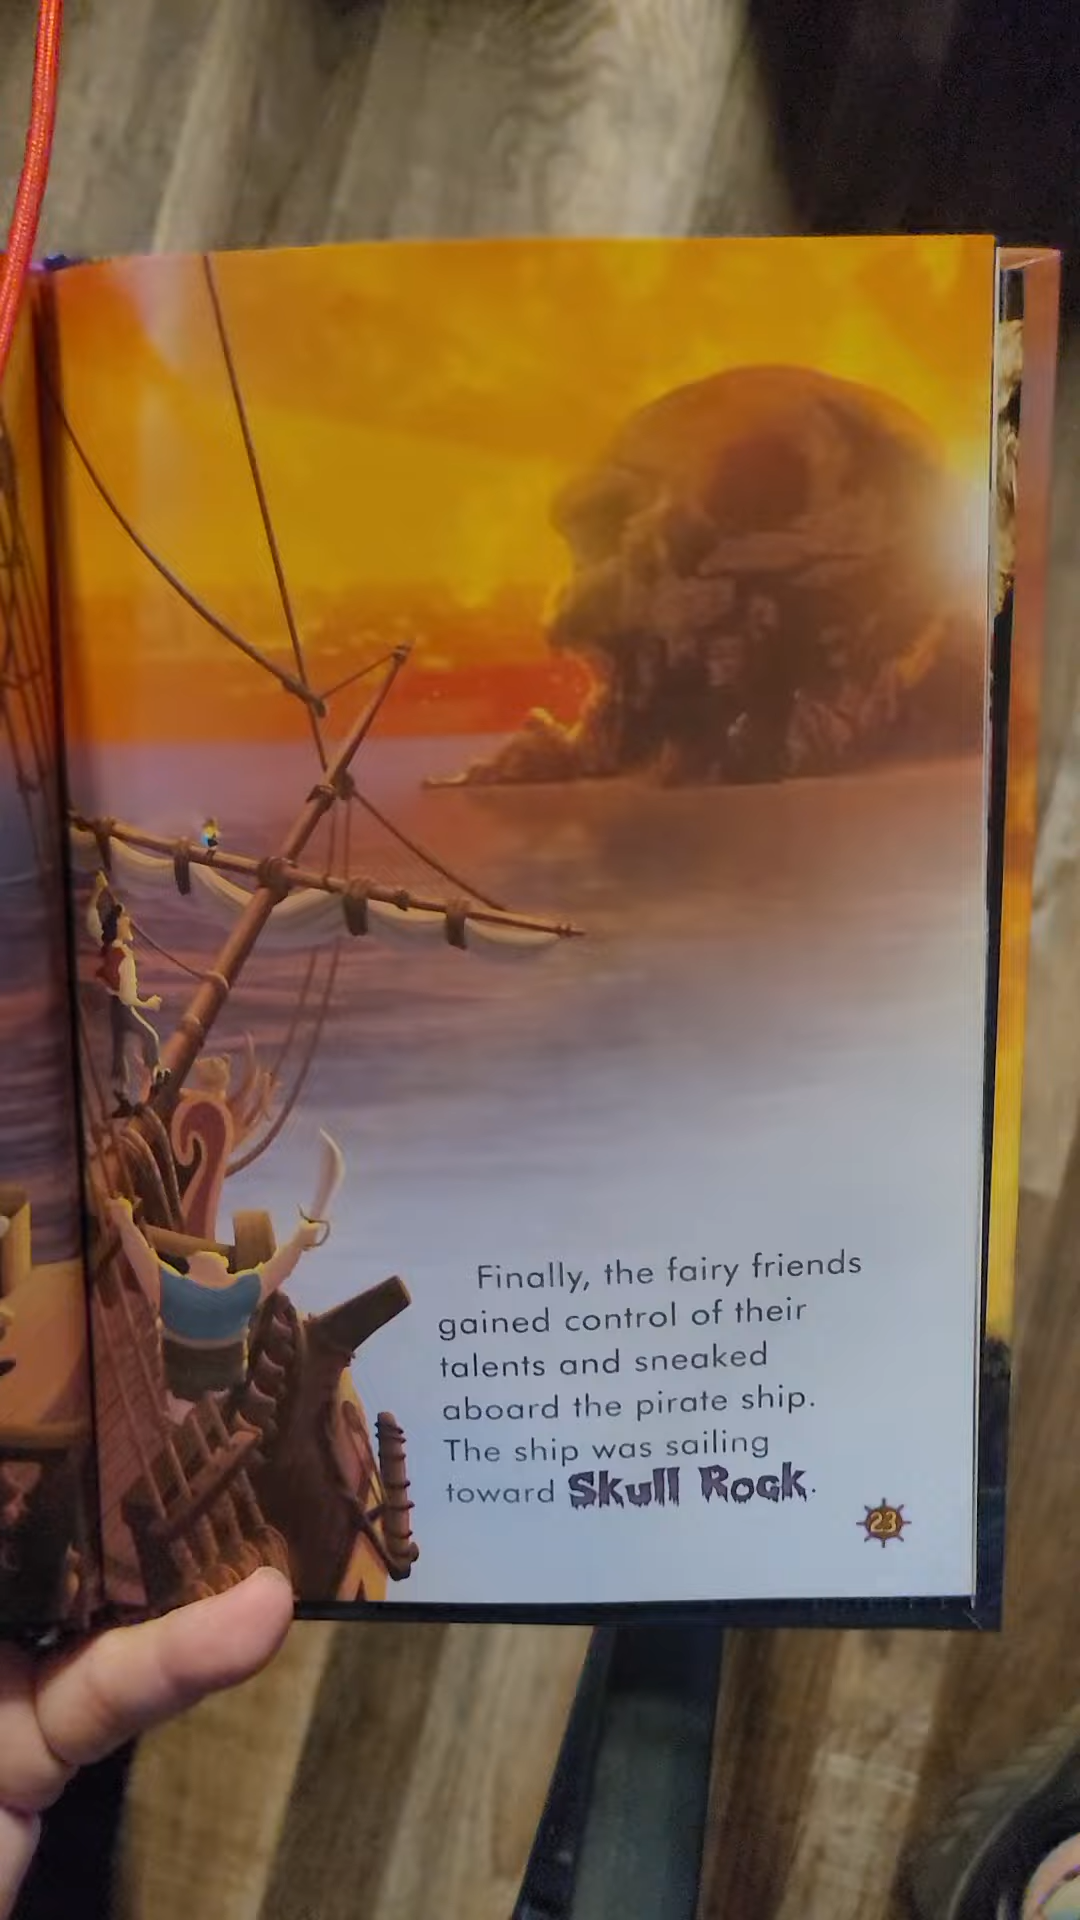 Finally, the fairy friends
gained control of their
talents and sneaked
aboard the pirate ship.
The ship was sailing
toward Skull Rock.
23